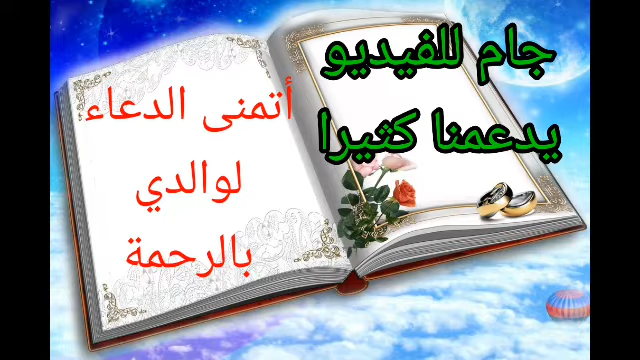 جام للفيديو
يدعمنا كثيرا
أتمنى الدعاء
لوالدي
بالرحمة